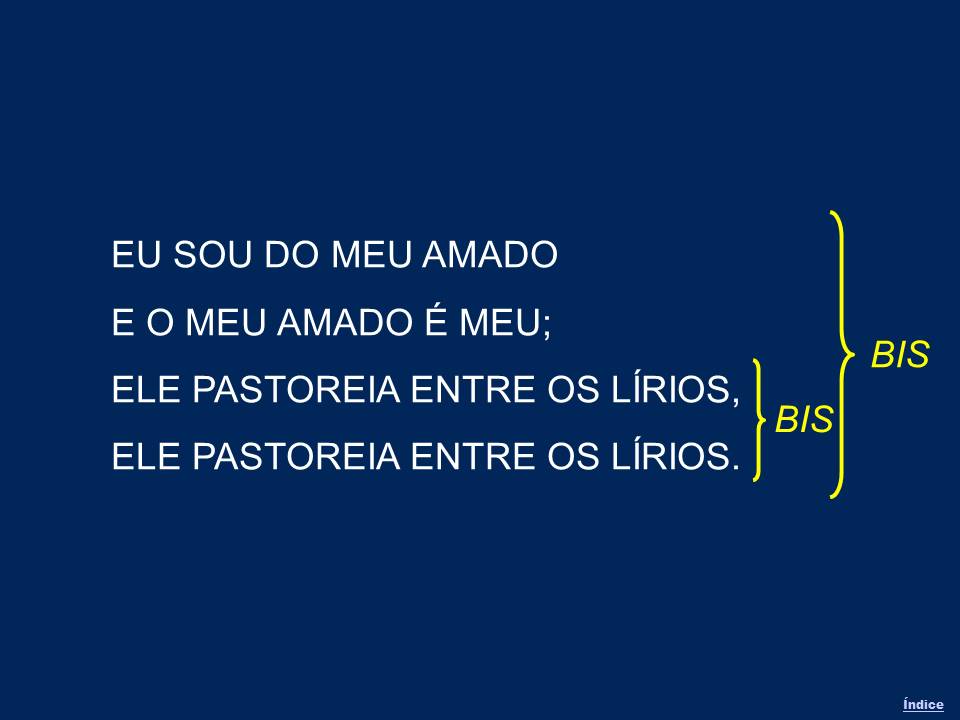 EU SOU DO MEU AMADO
E O MEU AMADO É MEU;
ELE PASTOREIA ENTRE OS LÍRIOS,
ELE PASTOREIA ENTRE OS LÍRIOS.
BIS
BIS
Índice